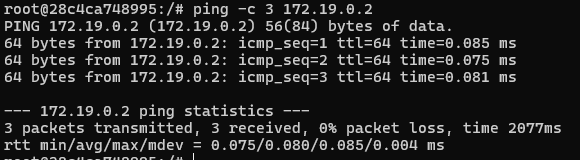 root@28c4ca748995:/# ping -c 3 172.19.0.2
PING 172.19.0.2 (172.19.0.2) 56(84) bytes of data.
64 bytes from 172.19.0.2: icmp_seq=1 ttl=64 time=0.085 ms
64 bytes from 172.19.0.2: icmp_seq=2 ttl=64 time=0.075 ms
64 bytes from 172.19.0.2: icmp_seq=3 ttl=64 time=0.081 ms

--- 172.19.0.2 ping statistics ---
3 packets transmitted, 3 received, 0% packet loss, time 2077ms
rtt min/avg/max/mdev = 0.075/0.080/0.085/0.004 ms
root@28c4ca748995:/#